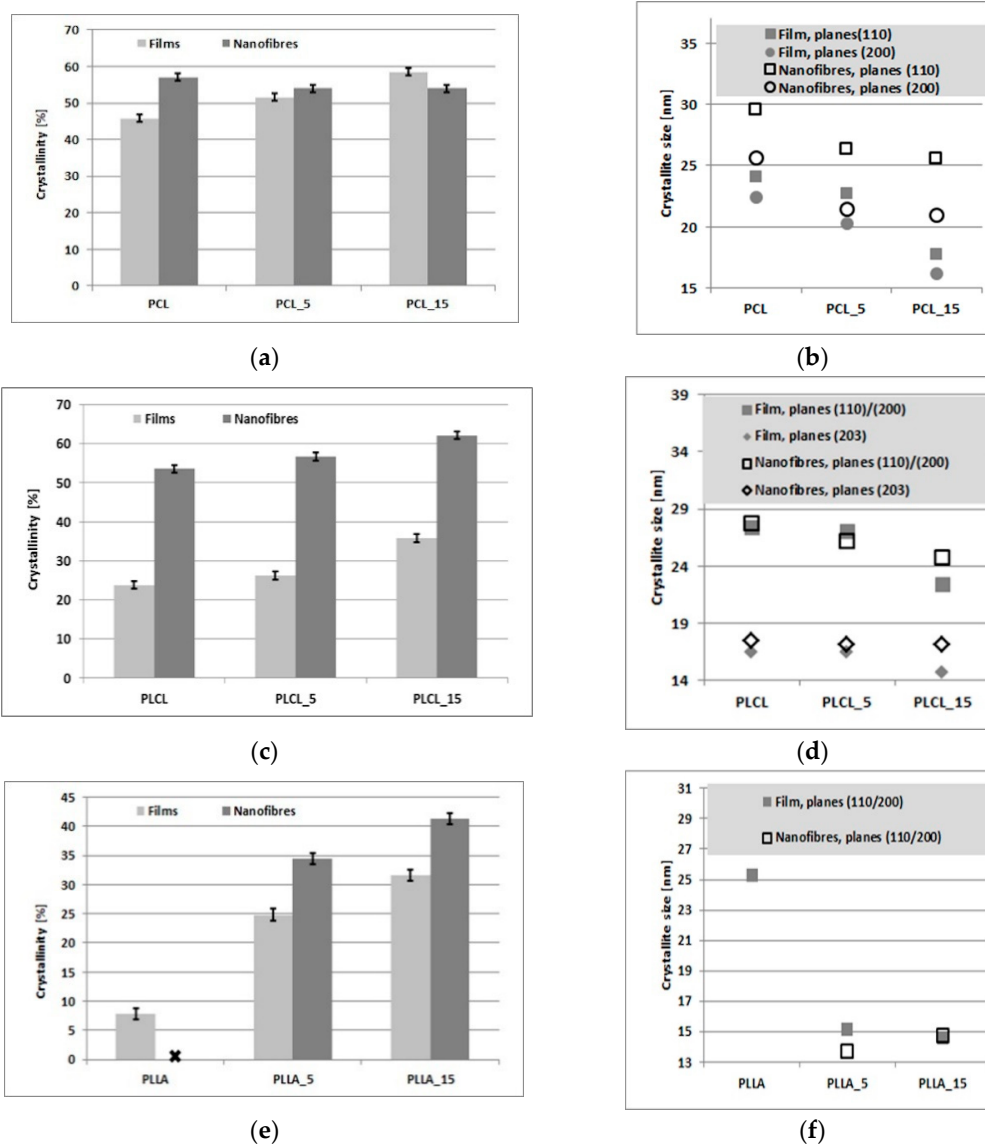 Films Nanofibres
Crystallinity [%]
70
60
50
40
30
20
10
0
PCL PCL_5 PCL_15
(a)
Film, planes(110)
Film, planes (200)
Nanofibres, planes (110)
Nanofibres, planes (200)
Crystallite size [nm]
35
30
25
20
15
PCL PCL_5 PCL_15
(b)
Films Nanofibres
Crystallinity [%]
70
60
50
40
30
20
10
0
PLCL PLCL_5 PLCL_15
(c)
Film, planes (110)/(200)
Film, planes (203)
Nanofibres, planes (110)/(200)
Nanofibres, planes (203)
Crystallite size [nm]
39
34
29
24
19
14
PLCL PLCL_5 PLCL_15
(d)
Films Nanofibres
Crystallinity [%]
45
40
35
30
25
20
15
10
5
0
PLLA PLLA_5 PLLA_15
(e)
Film, planes (110/200)
Nanofibres, planes (110/200)
Crystallite size [nm]
31
29
27
25
23
21
19
17
15
13
PLLA PLLA_5 PLLA_15
(f)